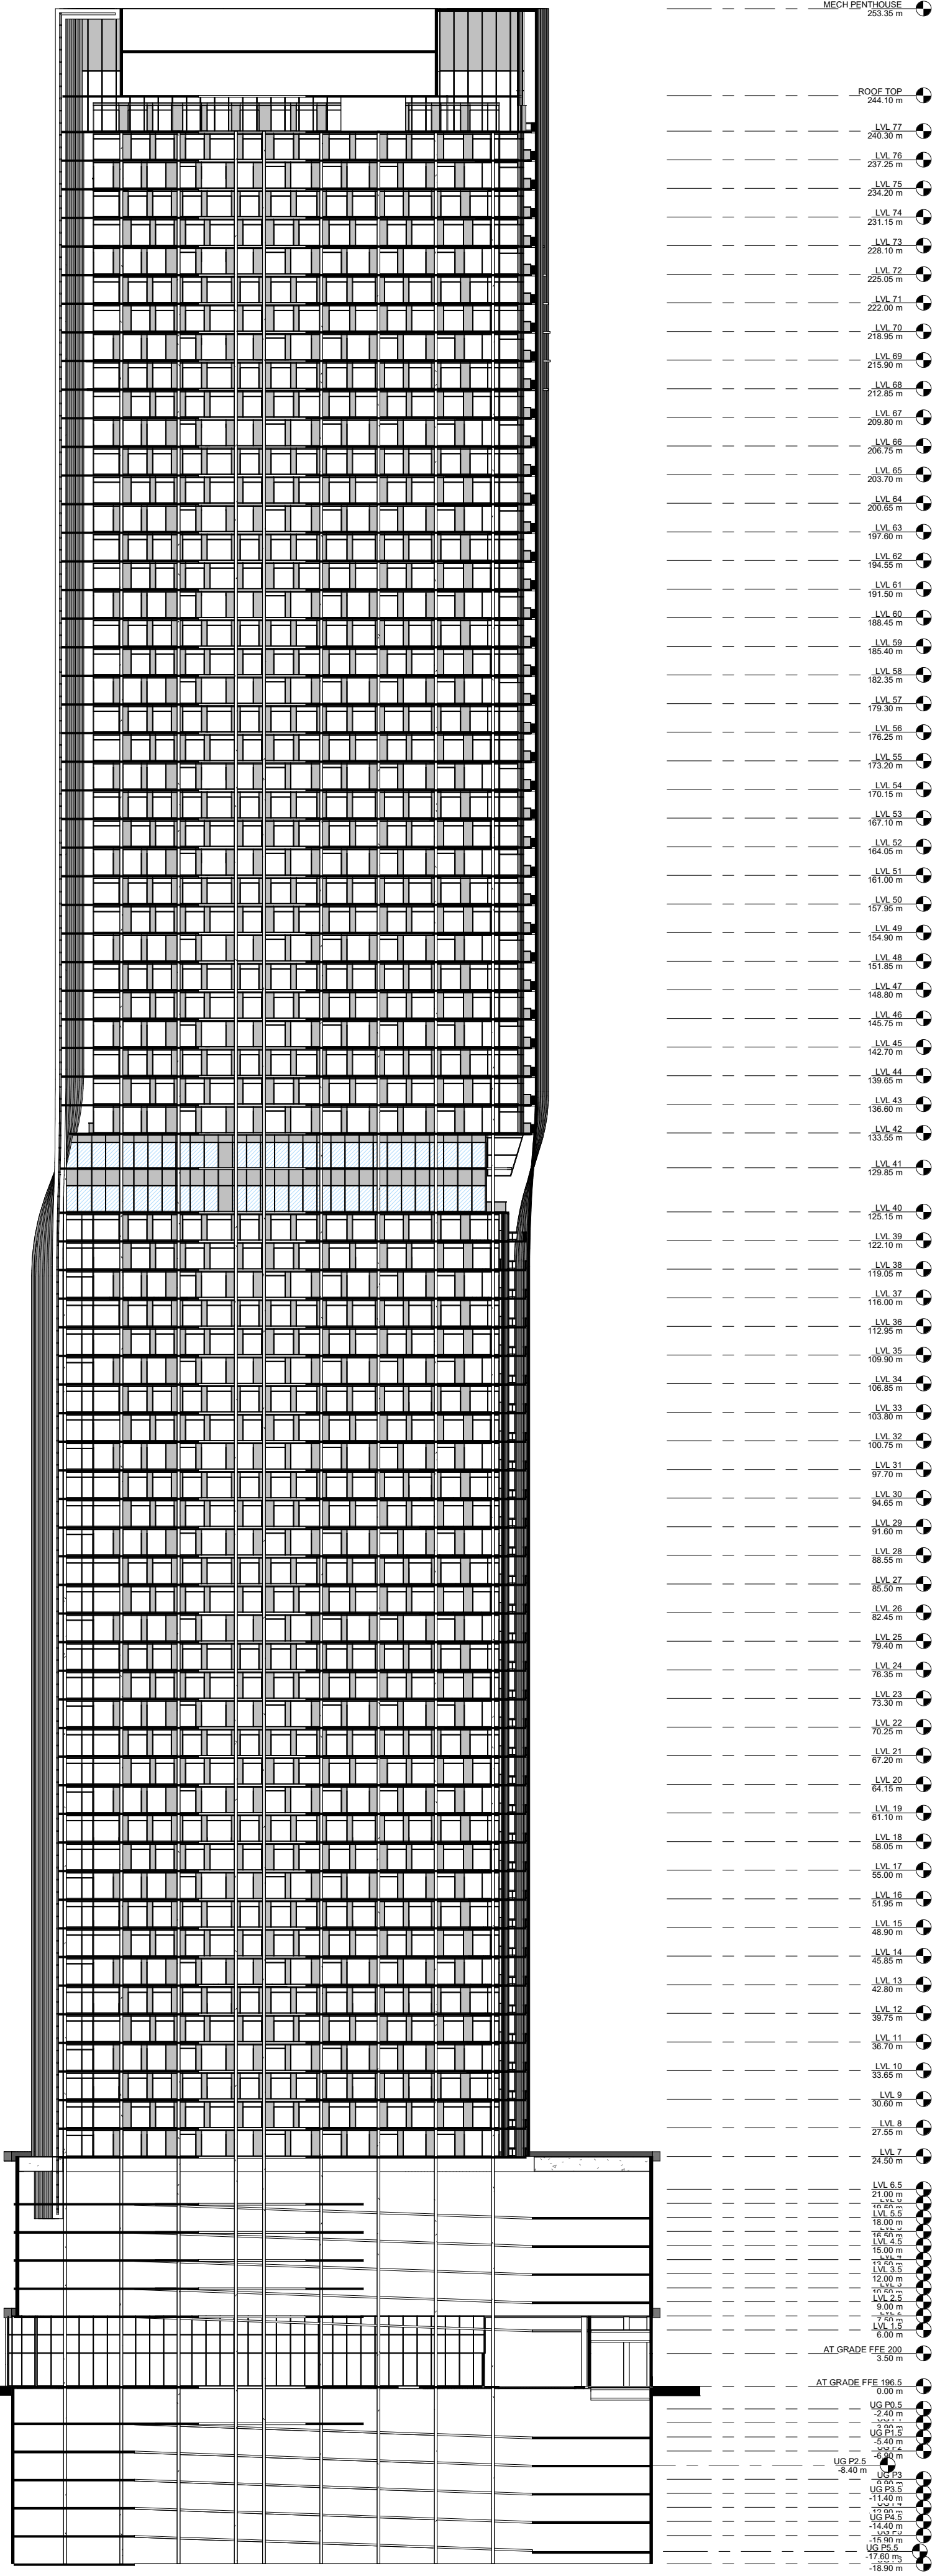 MECH PENTHOUSE
253.35 m
ROOF TOP
244.10 m
LVL 77
240.30 m
LVL 76
237.25 m
LVL 75
234.20 m
LVL 74
231.15 m
LVL 73
228.10 m
LVL 72
225.05 m
LVL 71
222.00 m
LVL 70
218.95 m
LVL 69
215.90 m
LVL 68
212.85 m
LVL 67
209.80 m
LVL 66
206.75 m
LVL 65
203.70 m
LVL 64
200.65 m
LVL 63
197.60 m
LVL 62
194.55 m
LVL 61
191.50 m
LVL 60
188.45 m
LVL 59
185.40 m
LVL 58
182.35 m
LVL 57
179.30 m
LVL 56
176.25 m
LVL 55
173.20 m
LVL 54
170.15 m
LVL 53
167.10 m
LVL 52
164.05 m
LVL 51
161.00 m
LVL 50
157.95 m
LVL 49
154.90 m
LVL 48
151.85 m
LVL 47
148.80 m
LVL 46
145.75 m
LVL 45
142.70 m
LVL 44
139.65 m
LVL 43
136.60 m
LVL 42
133.55 m
LVL 41
129.85 m
LVL 40
125.15 m
LVL 39
122.10 m
LVL 38
119.05 m
LVL 37
116.00 m
LVL 36
112.95 m
LVL 35
109.90 m
LVL 34
106.85 m
LVL 33
103.80 m
LVL 32
100.75 m
LVL 31
97.70 m
LVL 30
94.65 m
LVL 29
91.60 m
LVL 28
88.55 m
LVL 27
85.50 m
LVL 26
82.45 m
LVL 25
79.40 m
LVL 24
76.35 m
LVL 23
73.30 m
LVL 22
70.25 m
LVL 21
67.20 m
LVL 20
64.15 m
LVL 19
61.10 m
LVL 18
58.05 m
LVL 17
55.00 m
LVL 16
51.95 m
LVL 15
48.90 m
LVL 14
45.85 m
LVL 13
42.80 m
LVL 12
39.75 m
LVL 11
36.70 m
LVL 10
33.65 m
LVL 9
30.60 m
LVL 8
27.55 m
LVL 7
24.50 m
LVL 6.5
21.00 m
19.50 m
LVL 5.5
18.00 m
16.50 m
LVL 4.5
15.00 m
13.50 m
LVL 3.5
12.00 m
10.50 m
LVL 2.5
9.00 m
7.50 m
LVL 1.5
6.00 m
AT GRADE FFE 200
3.50 m
AT GRADE FFE 196.5
0.00 m
UG P0.5
-2.40 m
-3.90 m
UG P1.5
-5.40 m
-6.90 m
UG P2.5
-8.40 m
UG P3
-9.90 m
UG P3.5
-11.40 m
-12.90 m
UG P4.5
-14.40 m
-15.90 m
UG P5.5
-17.60 m
-18.90 m